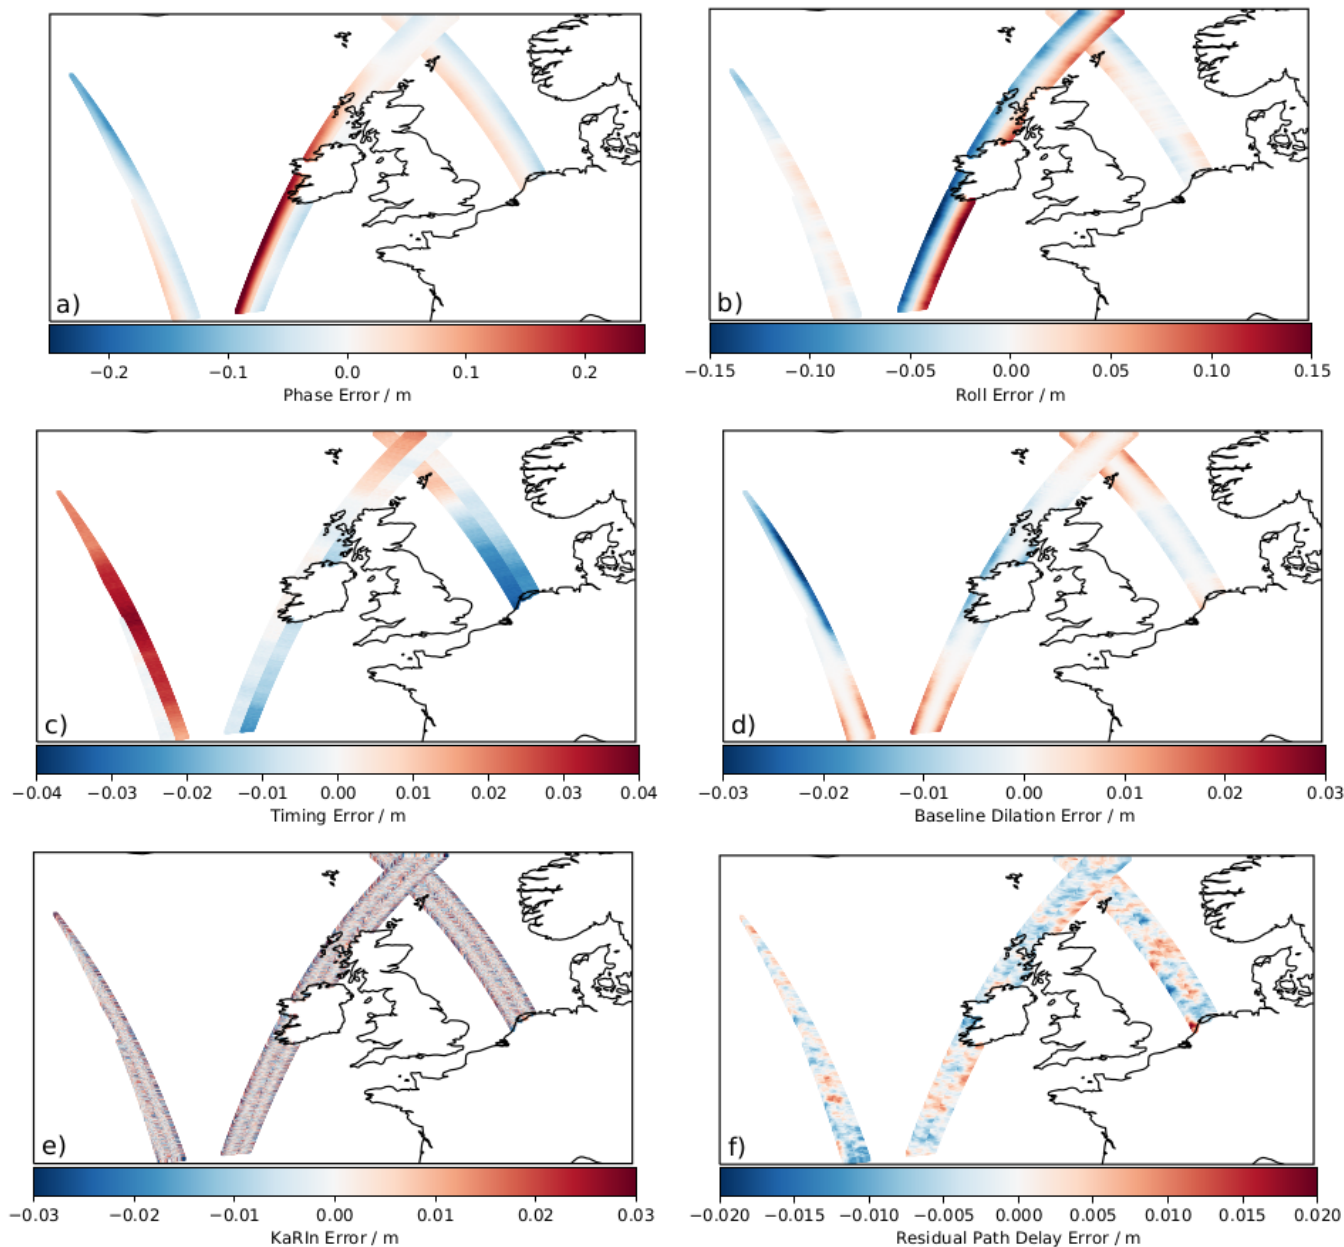 a)
−0.2 −0.1 0.0 0.1 0.2
Phase Error / m
b)
−0.15 −0.10 −0.05 0.00 0.05 0.10 0.15
Roll Error / m
c)
−0.04 −0.03 −0.02 −0.01 0.00 0.01 0.02 0.03 0.04
Timing Error / m
d)
−0.03 −0.02 −0.01 0.00 0.01 0.02 0.03
Baseline Dilation Error / m
e)
−0.03 −0.02 −0.01 0.00 0.01 0.02 0.03
KaRIn Error / m
f)
−0.020 −0.015 −0.010 −0.005 0.000 0.005 0.010 0.015 0.020
Residual Path Delay Error / m